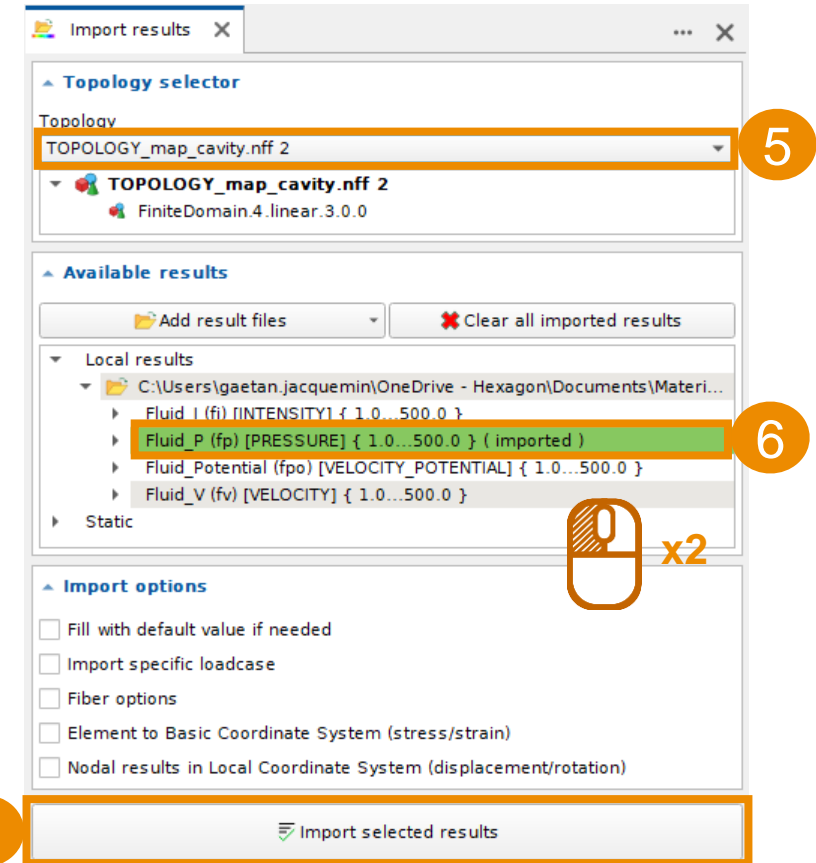 Import results
Topology selector
Topology
TOPOLOGY_map_cavity.nff 2
5
TOPOLOGY_map_cavity.nff 2
FiniteDomain.4.linear.3.0.0
Available results
Add result files
Clear all imported results
Local results
C:\Users\gaetan.jacquemin\OneDrive - Hexagon\Documents\Materi...
Fluid_I (fi) [INTENSITY] { 1.0...500.0 }
Fluid_P (fp) [PRESSURE] { 1.0...500.0 } ( imported )
6
Fluid_Potential (fpo) [VELOCITY_POTENTIAL] { 1.0...500.0 }
Fluid_V (fv) [VELOCITY] { 1.0...500.0 }
Static
x2
Import options
Fill with default value if needed
Import specific loadcase
Fiber options
Element to Basic Coordinate System (stress/strain)
Nodal results in Local Coordinate System (displacement/rotation)
Import selected results